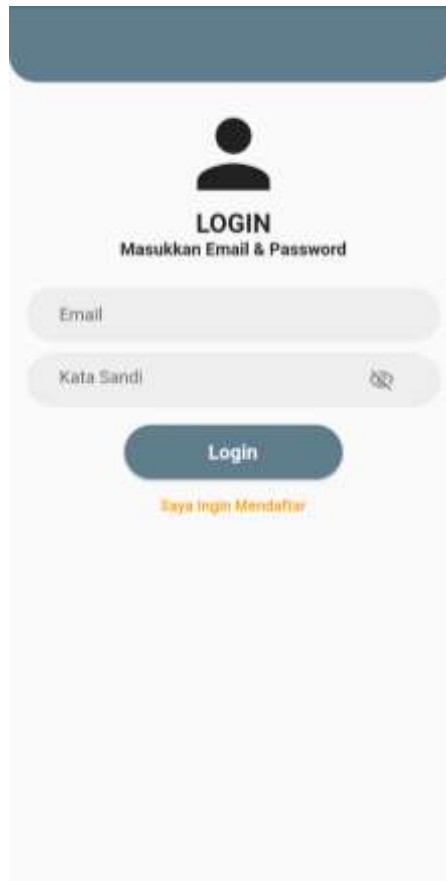 LOGIN
Masukkan Email & Password
Email
Kata Sandi
Login
Saya Ingin Mendaftar